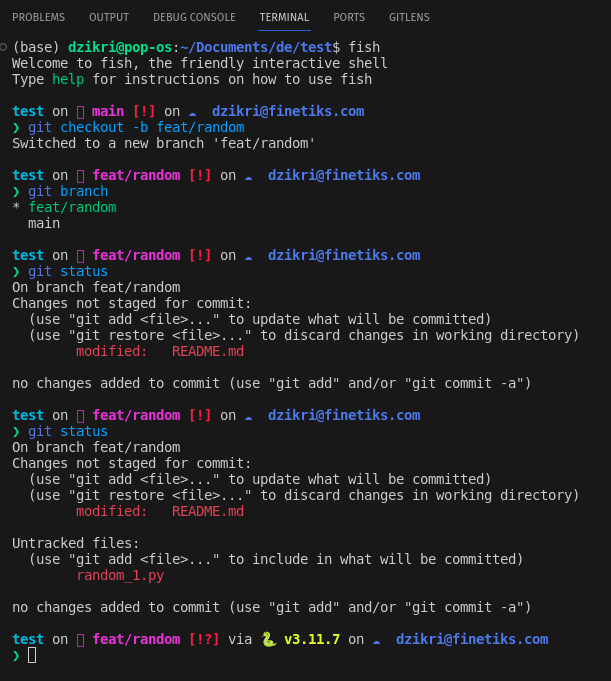 PROBLEMS OUTPUT DEBUG CONSOLE TERMINAL PORTS GITLENS
(base) dzikri@pop-os:~/Documents/de/test$ fish
Welcome to fish, the friendly interactive shell
Type help for instructions on how to use fish
test on main [!] on ☁ dzikri@finetiks.com
❯ git checkout -b feat/random
Switched to a new branch 'feat/random'
test on feat/random [!] on ☁ dzikri@finetiks.com
❯ git branch
* feat/random
main
test on feat/random [!] on ☁ dzikri@finetiks.com
❯ git status
On branch feat/random
Changes not staged for commit:
(use "git add <file>..." to update what will be committed)
(use "git restore <file>..." to discard changes in working directory)
modified: README.md
no changes added to commit (use "git add" and/or "git commit -a")
test on feat/random [!] on ☁ dzikri@finetiks.com
❯ git status
On branch feat/random
Changes not staged for commit:
(use "git add <file>..." to update what will be committed)
(use "git restore <file>..." to discard changes in working directory)
modified: README.md
Untracked files:
(use "git add <file>..." to include in what will be committed)
random_1.py
no changes added to commit (use "git add" and/or "git commit -a")
test on feat/random [!?] via 🐍 v3.11.7 on ☁ dzikri@finetiks.com
❯